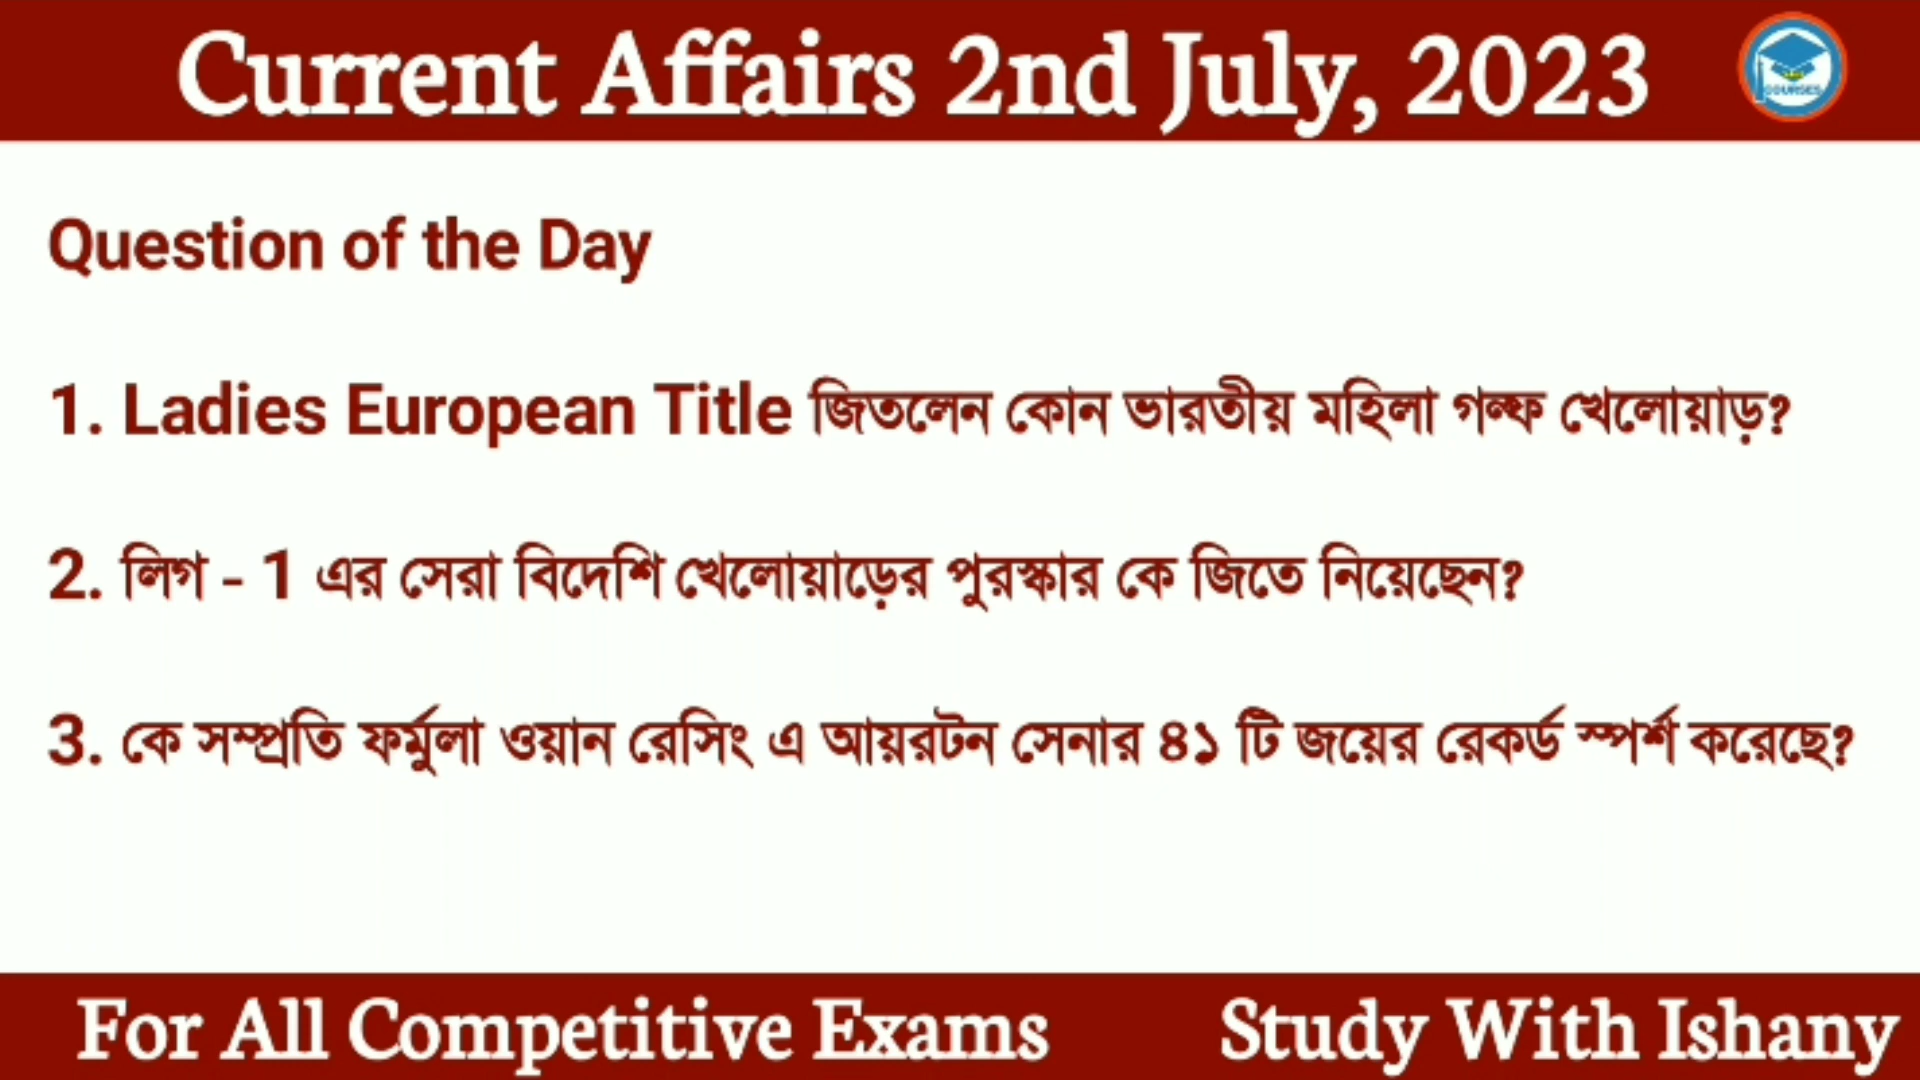 Current Affairs 2nd July, 2023
COURSES
Question of the Day
1. Ladies European Title জিতলেন কোন ভারতীয় মহিলা গল্ফ খেলোয়াড়?
2. লিগ - 1 এর সেরা বিদেশি খেলোয়াড়ের পুরস্কার কে জিতে নিয়েছেন?
3. কে সম্প্রতি ফর্মুলা ওয়ান রেসিং এ আয়রটন সেনার ৪১ টি জয়ের রেকর্ড স্পর্শ করেছে?
For All Competitive Exams
Study With Ishany